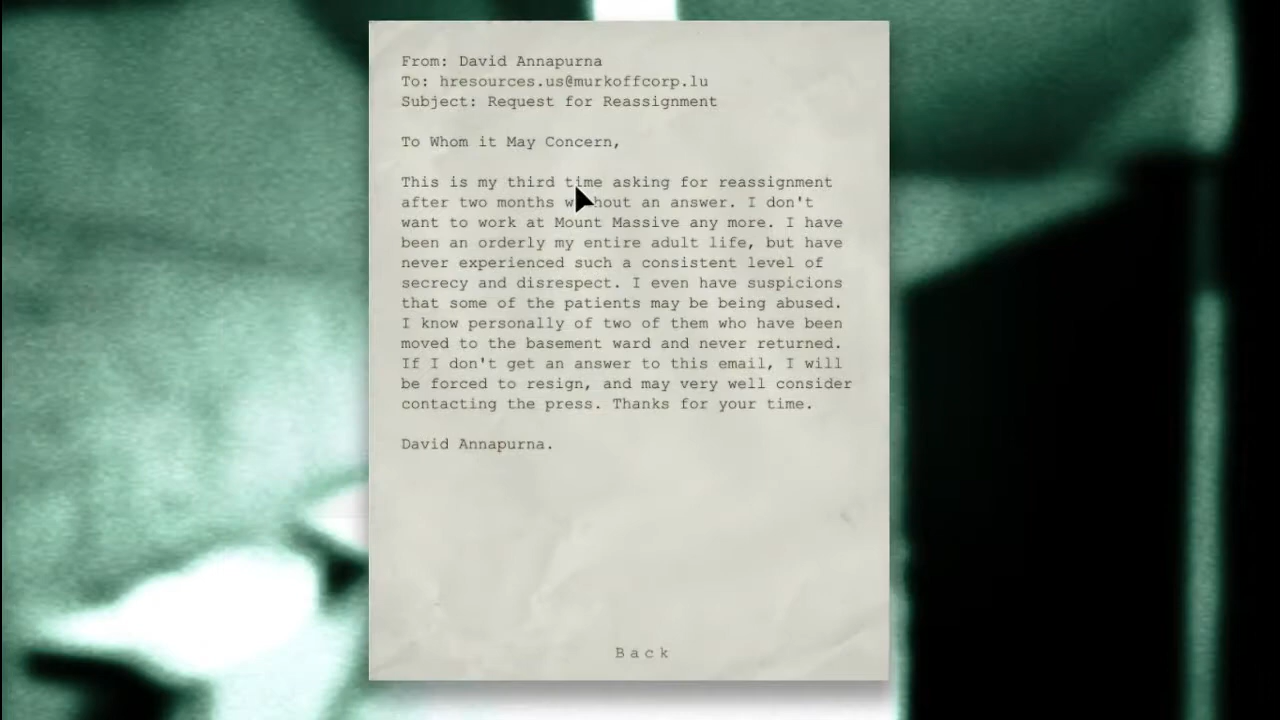 From: David Annapurna
To: hresources.us@murkoffcorp.lu
Subject: Request for Reassignment
To Whom it May Concern,
This is my third time asking for reassignment
after two months without an answer. I don't
want to work at Mount Massive any more. I have
been an orderly my entire adult life, but have
never experienced such a consistent level of
secrecy and disrespect. I even have suspicions
that some of the patients may be being abused.
I know personally of two of them who have been
moved to the basement ward and never returned.
If I don't get an answer to this email, I will
be forced to resign, and may very well consider
contacting the press. Thanks for your time.
David Annapurna.
Back